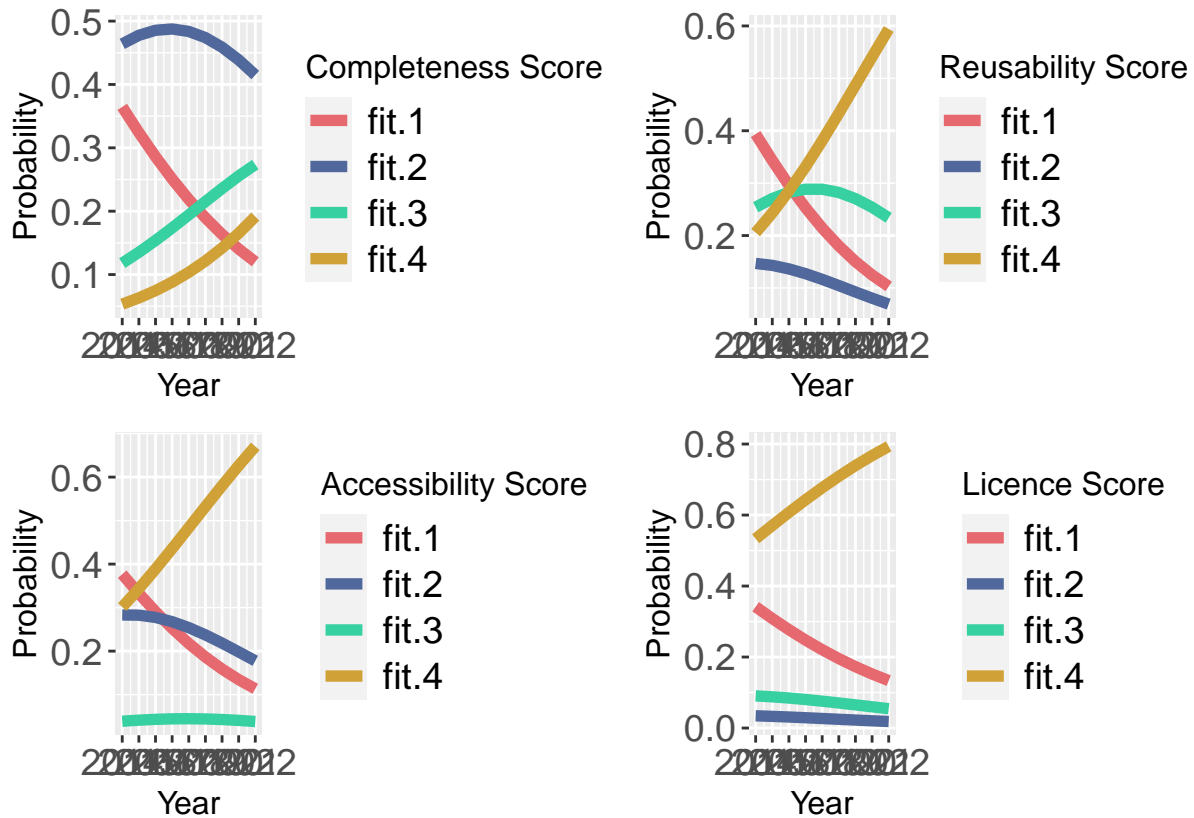 0.5
0.4
0.3
0.2
0.1
Probability
Year
Completeness Score
fit.1
fit.2
fit.3
fit.4
0.6
0.4
0.2
Probability
Year
Reusability Score
fit.1
fit.2
fit.3
fit.4
0.6
0.4
0.2
Probability
Year
Accessibility Score
fit.1
fit.2
fit.3
fit.4
0.8
0.6
0.4
0.2
0.0
Probability
Year
Licence Score
fit.1
fit.2
fit.3
fit.4